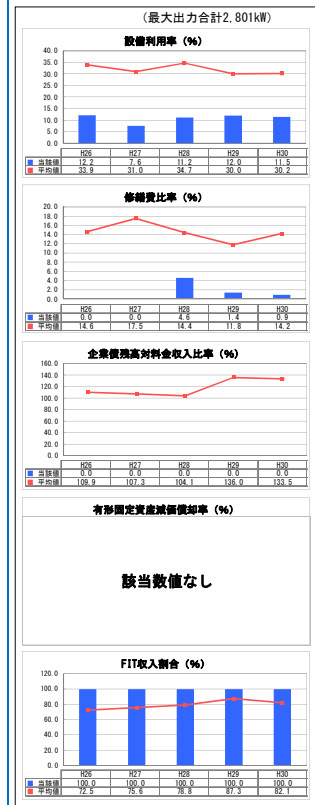 （最大出力合計2,801kW）
設備利用率（％）
40.0
35.0
30.0
25.0
20.0
15.0
10.0
5.0
0.0
H26 H27 H28 H29 H30
当該値 12.2 7.6 11.2 12.0 11.5
平均値 33.9 31.0 34.7 30.0 30.2
修繕費比率（％）
20.0
18.0
16.0
14.0
12.0
10.0
8.0
6.0
4.0
2.0
0.0
H26 H27 H28 H29 H30
当該値 0.0 0.0 4.6 1.4 0.9
平均値 14.6 17.5 14.4 11.8 14.2
企業債残高対料金収入比率（％）
160.0
140.0
120.0
100.0
80.0
60.0
40.0
20.0
0.0
H26 H27 H28 H29 H30
当該値 0.0 0.0 0.0 0.0 0.0
平均値 109.9 107.3 104.1 136.0 133.5
有形固定資産減価償却率（％）
該当数値なし
FIT収入割合（％）
120.0
100.0
80.0
60.0
40.0
20.0
0.0
H26 H27 H28 H29 H30
当該値 100.0 100.0 100.0 100.0 100.0
平均値 72.5 75.6 78.8 87.3 82.1